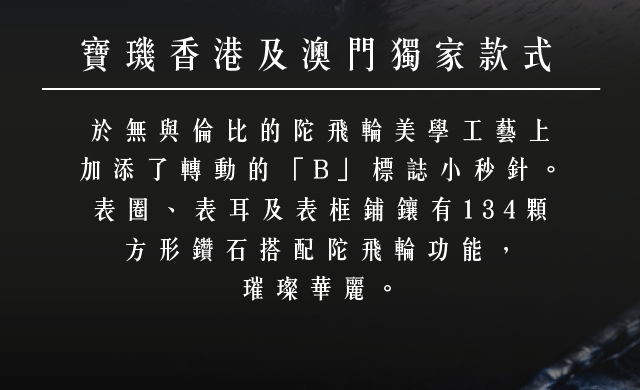 寶璣香港及澳門獨家款式
於無與倫比的陀飛輪美學工藝上
加添了轉動的「B」標誌小秒針。
表圈、表耳及表框鋪鑲有134顆
方形鑽石搭配陀飛輪功能，
璀璨華麗。